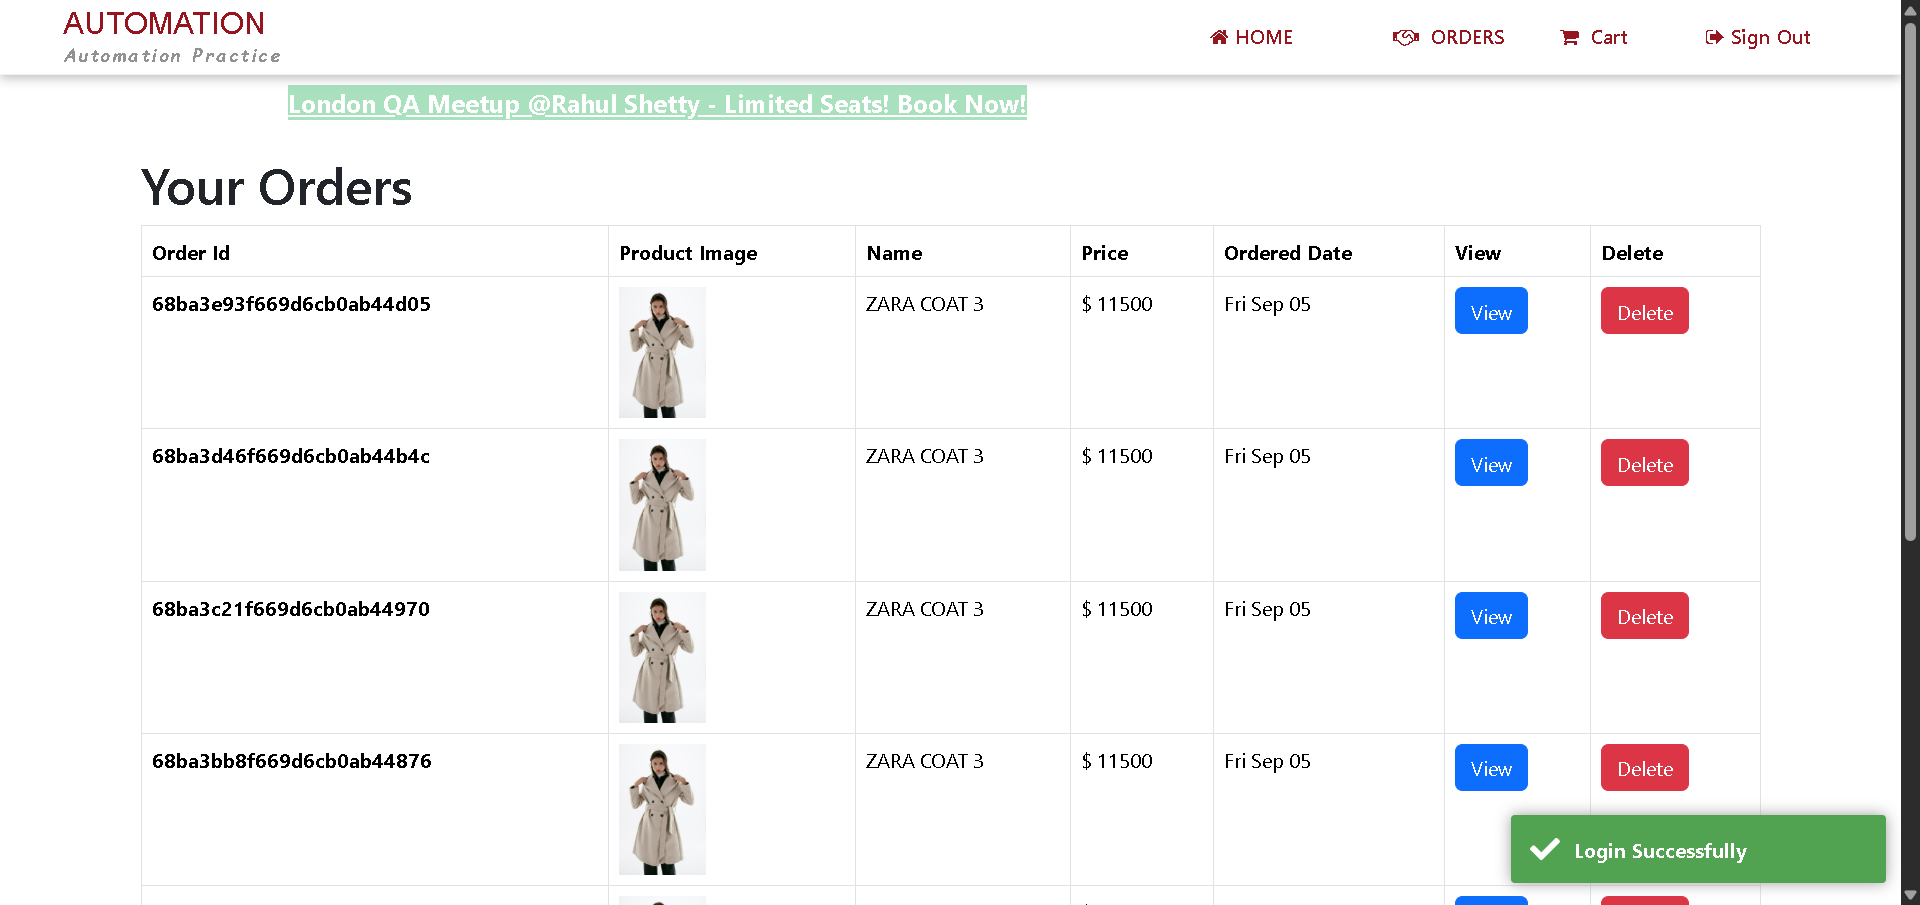 AUTOMATION
Automation Practice
HOME
ORDERS
Cart
Sign Out
London QA Meetup @Rahul Shetty - Limited Seats! Book Now!
Your Orders
Order Id Product Image Name Price Ordered Date View Delete
68ba3e93f669d6cb0ab44d05 ZARA COAT 3 $ 11500 Fri Sep 05 View Delete
68ba3d46f669d6cb0ab44b4c ZARA COAT 3 $ 11500 Fri Sep 05 View Delete
68ba3c21f669d6cb0ab44970 ZARA COAT 3 $ 11500 Fri Sep 05 View Delete
68ba3bb8f669d6cb0ab44876 ZARA COAT 3 $ 11500 Fri Sep 05 View Delete
Login Successfully